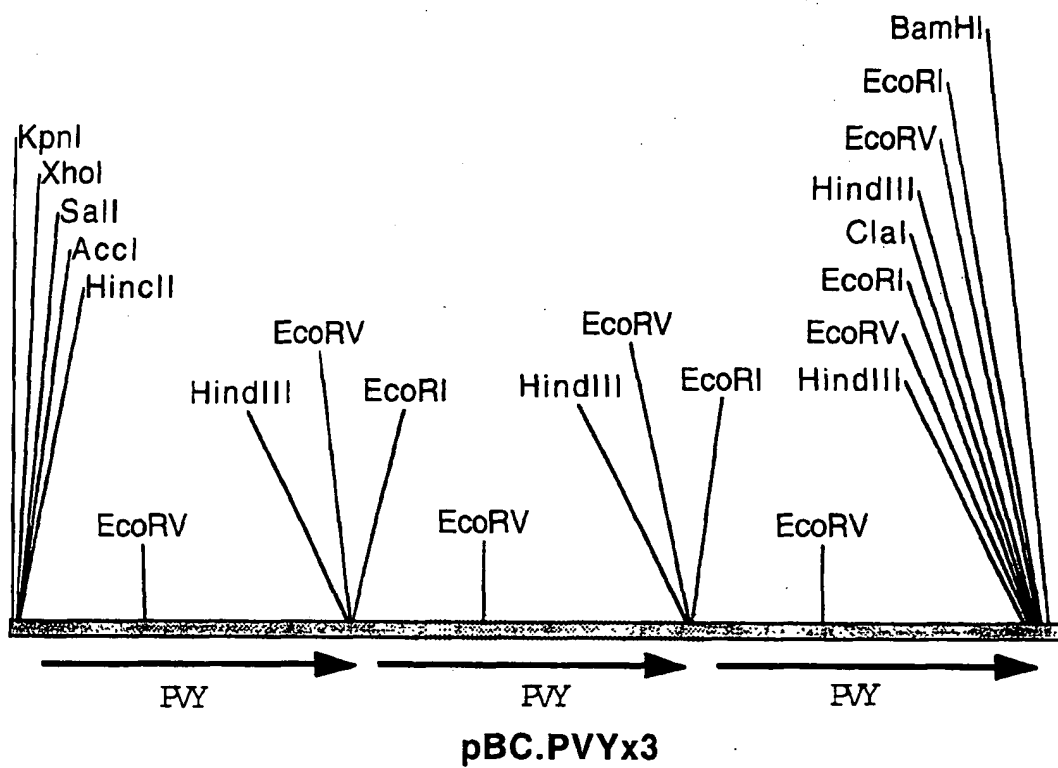 BamHI
EcoRI
KpnI
EcoRV
XhoI
HindIII
SalI
ClaI
AccI
EcoRI
HincII
EcoRV
EcoRV
EcoRV
HindIII
EcoRI
HindIII
EcoRI
HindIII
EcoRV
EcoRV
EcoRV
PVY
PVY
PVY
pBC.PVYx3